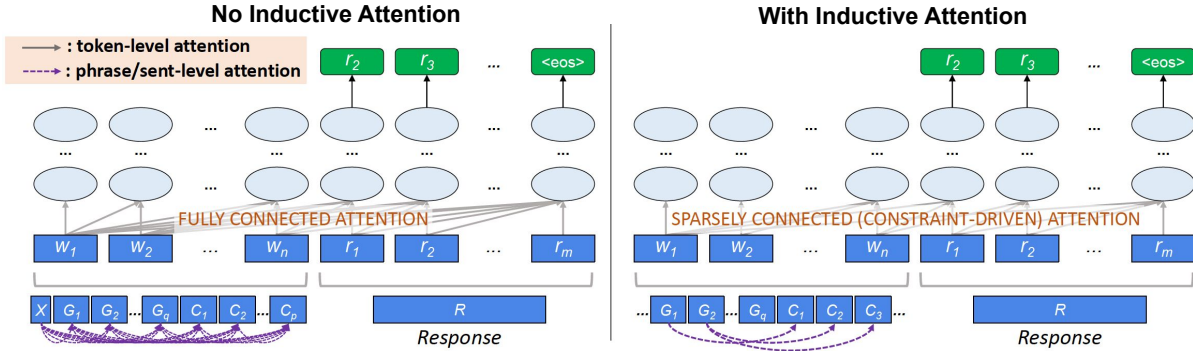 No Inductive Attention
: token-level attention
: phrase/sent-level attention
r2 r3 ... <eos>
... ...
... ... ...
... ...
FULLY CONNECTED ATTENTION
w1 w2 ... wn r1 r2 ... rm
X G1 G2 ... Gq C1 C2 ... Cp R
Response
With Inductive Attention
r2 r3 ... <eos>
... ...
... ... ...
... ...
SPARSELY CONNECTED (CONSTRAINT-DRIVEN) ATTENTION
w1 w2 ... wn r1 r2 ... rm
... G1 G2 ... Gq C1 C2 C3 ... R
Response